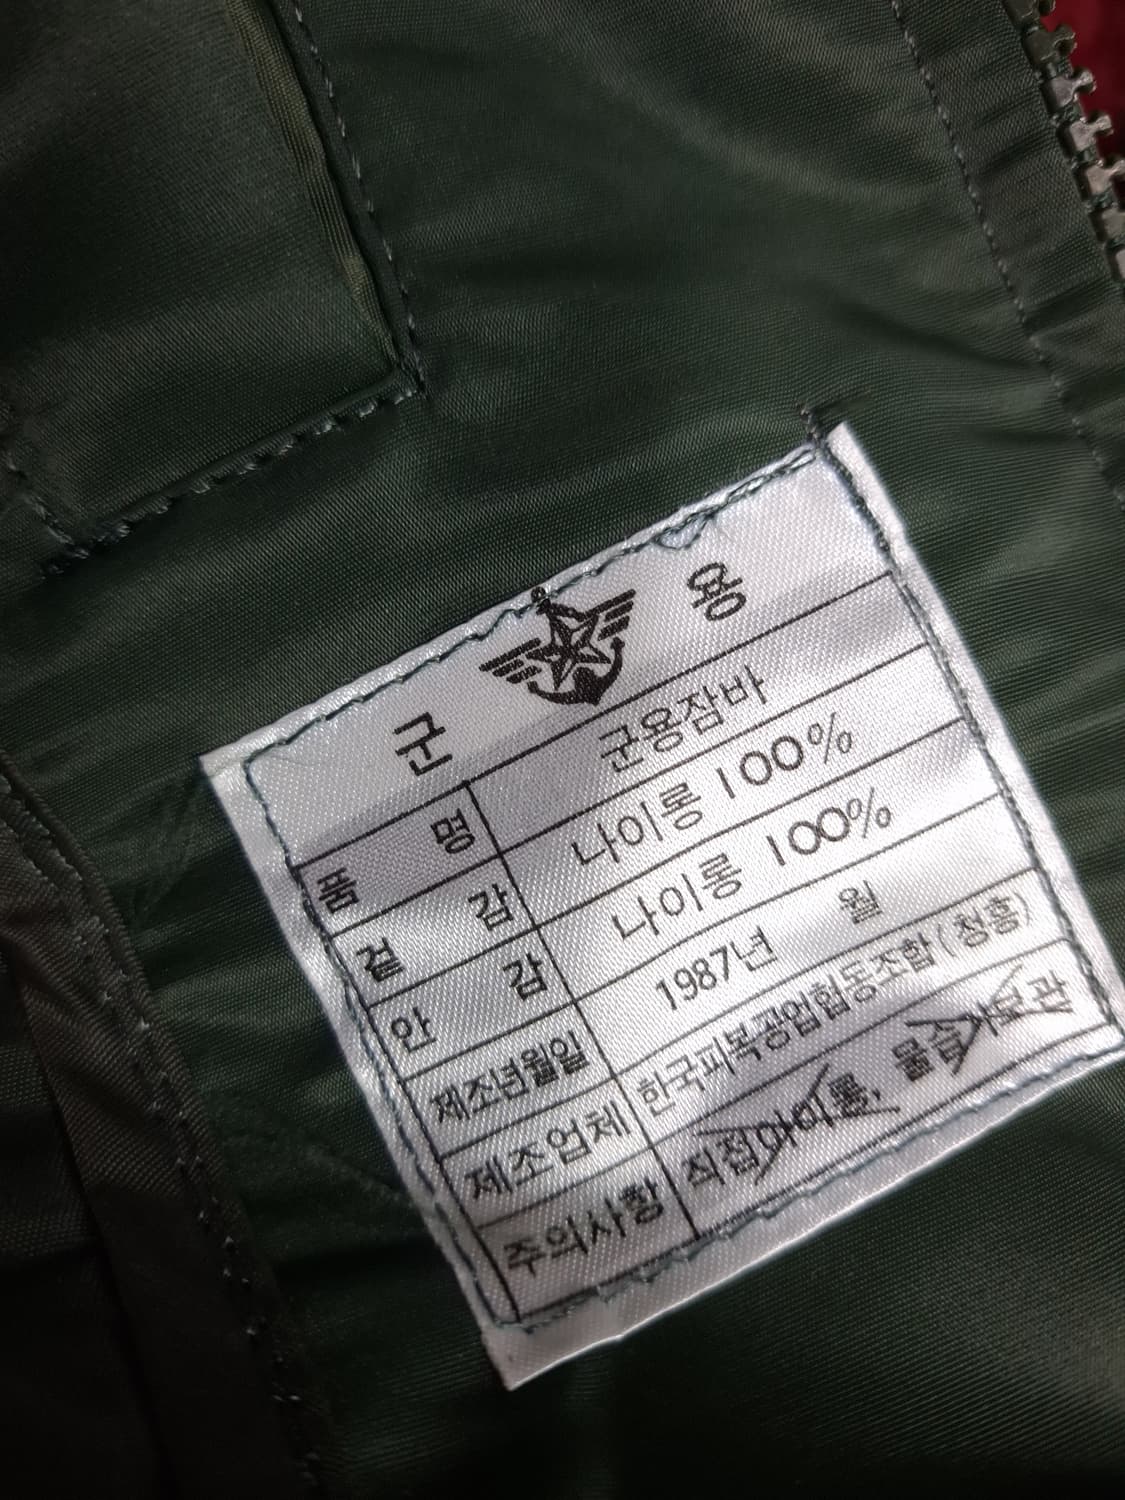 군 용
품 명 군용잠바
겉 감 나이롱 100%
안 감 나이롱 100%
제조년월일 1987년 월
제조업체 한국피복공업협동조합(청흥)
주의사항 직접아이롱, 물습기보관